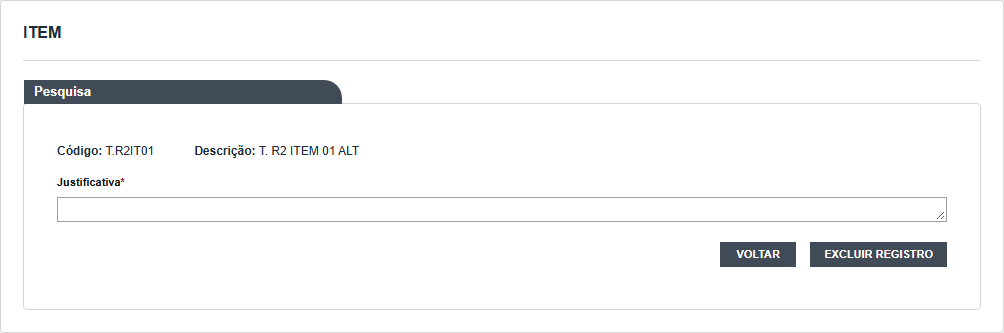 ITEM
Pesquisa
Código: T.R2IT01 Descrição: T. R2 ITEM 01 ALT
Justificativa*
VOLTAR EXCLUIR REGISTRO